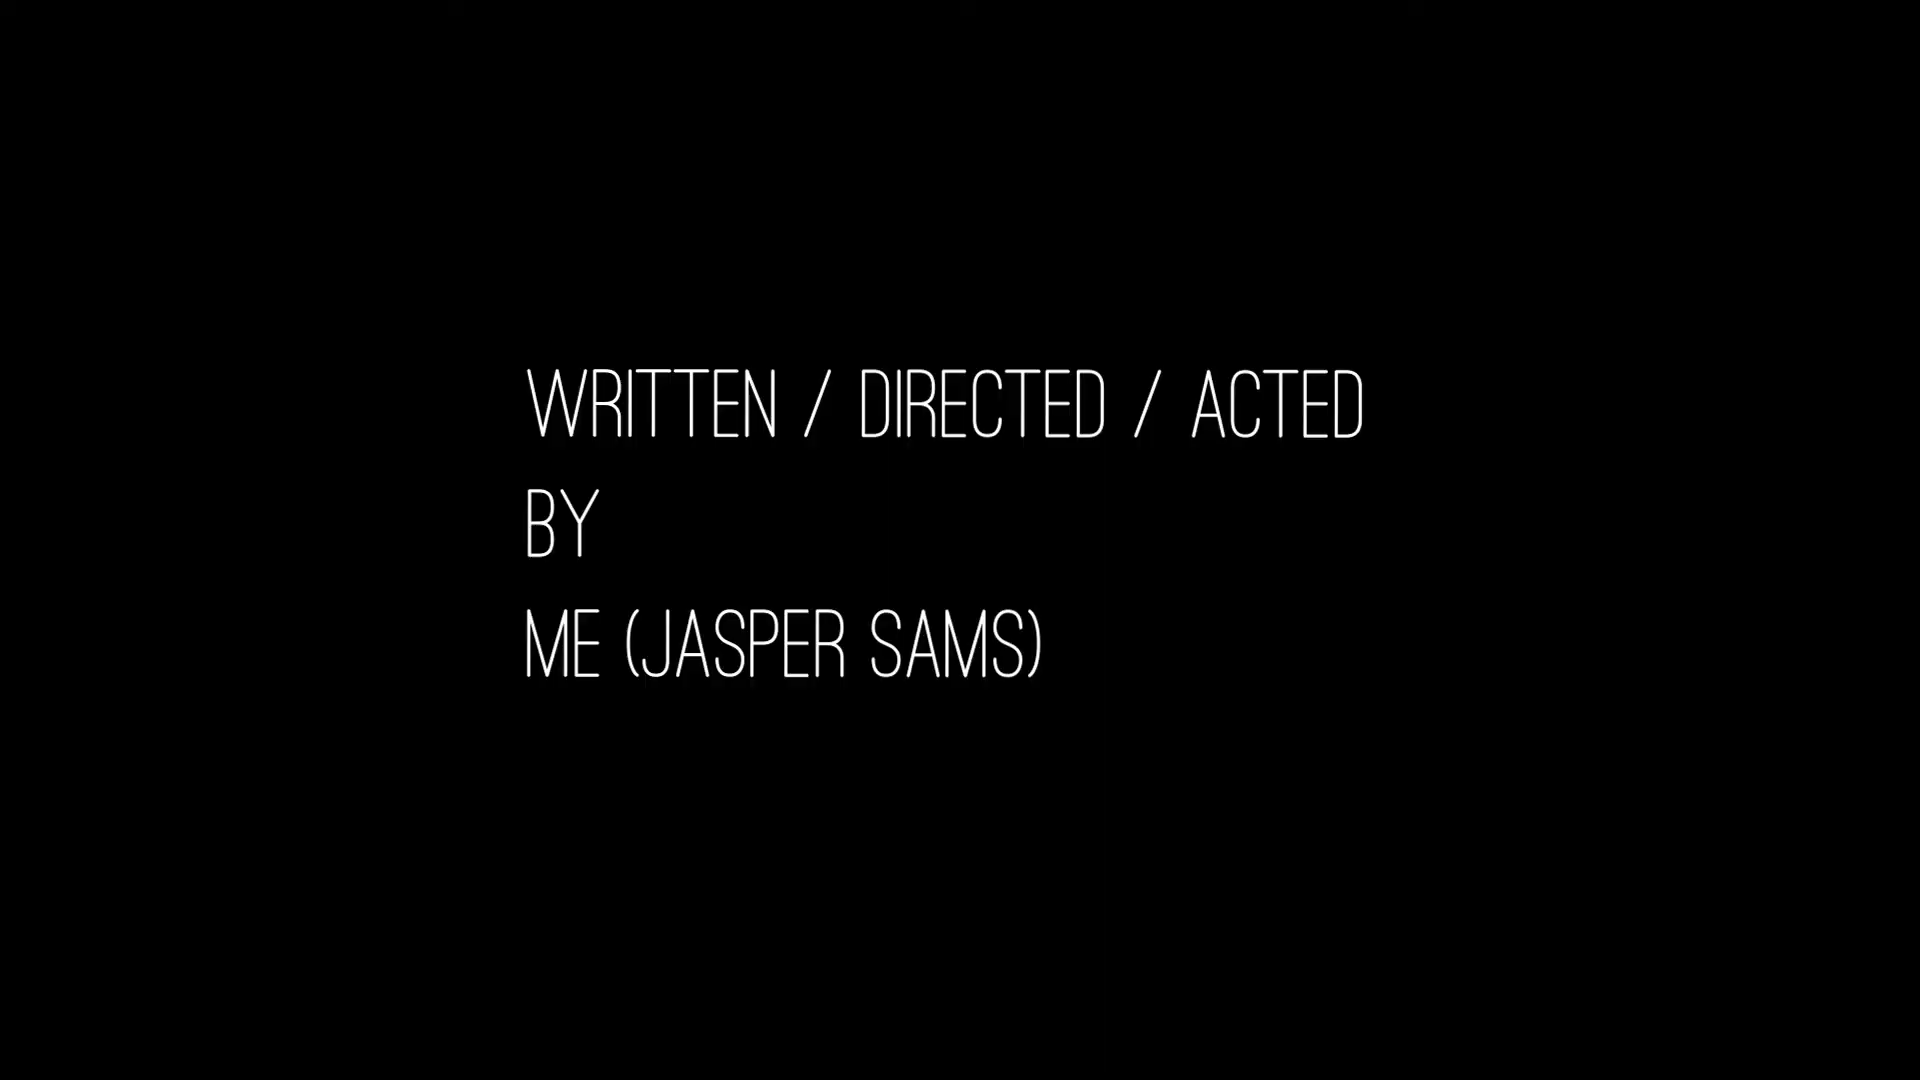 WRITTEN / DIRECTED / ACTED
BY
ME (JASPER SAMS)